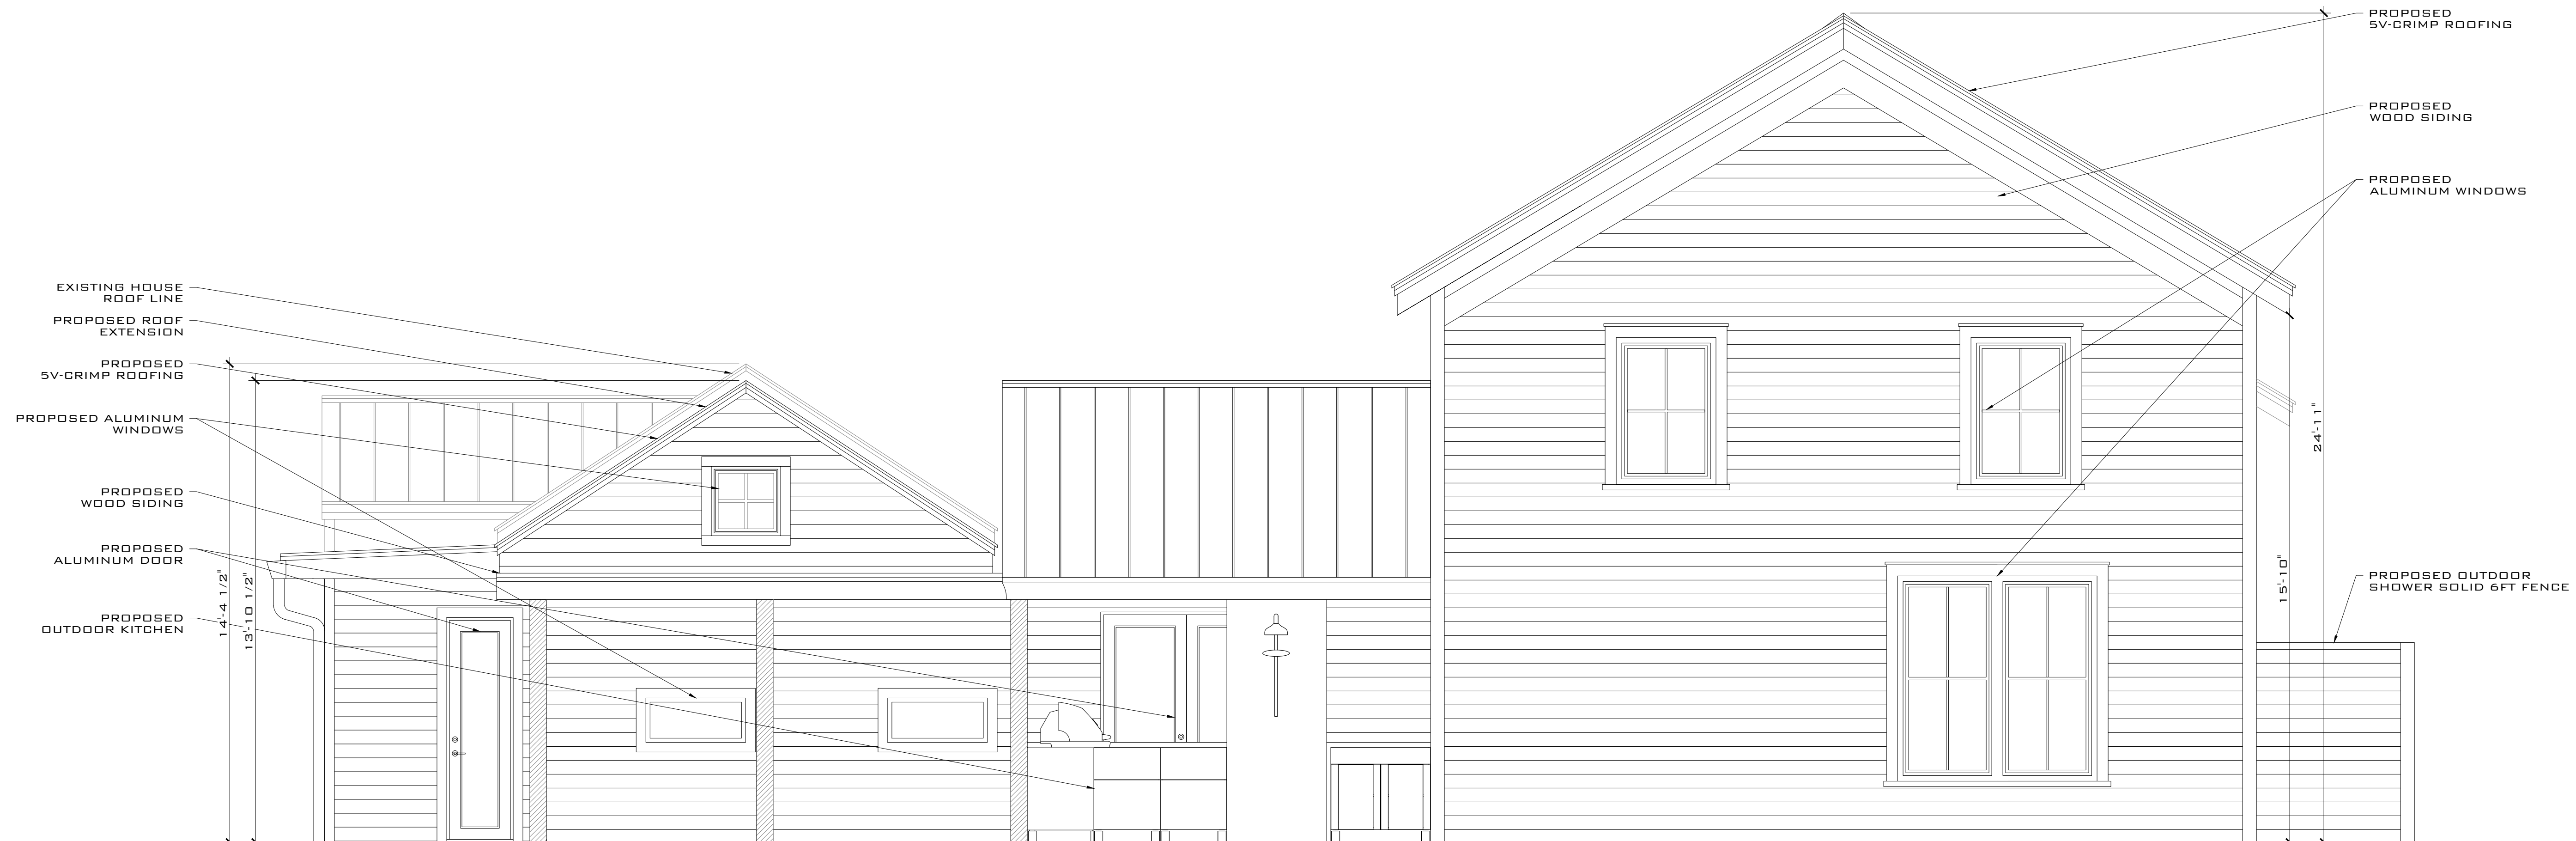 PROPOSED
5V-CRIMP ROOFING
PROPOSED
WOOD SIDING
PROPOSED
ALUMINUM WINDOWS
EXISTING HOUSE
ROOF LINE
PROPOSED ROOF
EXTENSION
PROPOSED
5V-CRIMP ROOFING
PROPOSED ALUMINUM
WINDOWS
PROPOSED
WOOD SIDING
PROPOSED
ALUMINUM DOOR
PROPOSED
OUTDOOR KITCHEN
14'-4 1/2"
13'-10 1/2"
24'-11"
15'-10"
PROPOSED OUTDOOR
SHOWER SOLID 6FT FENCE